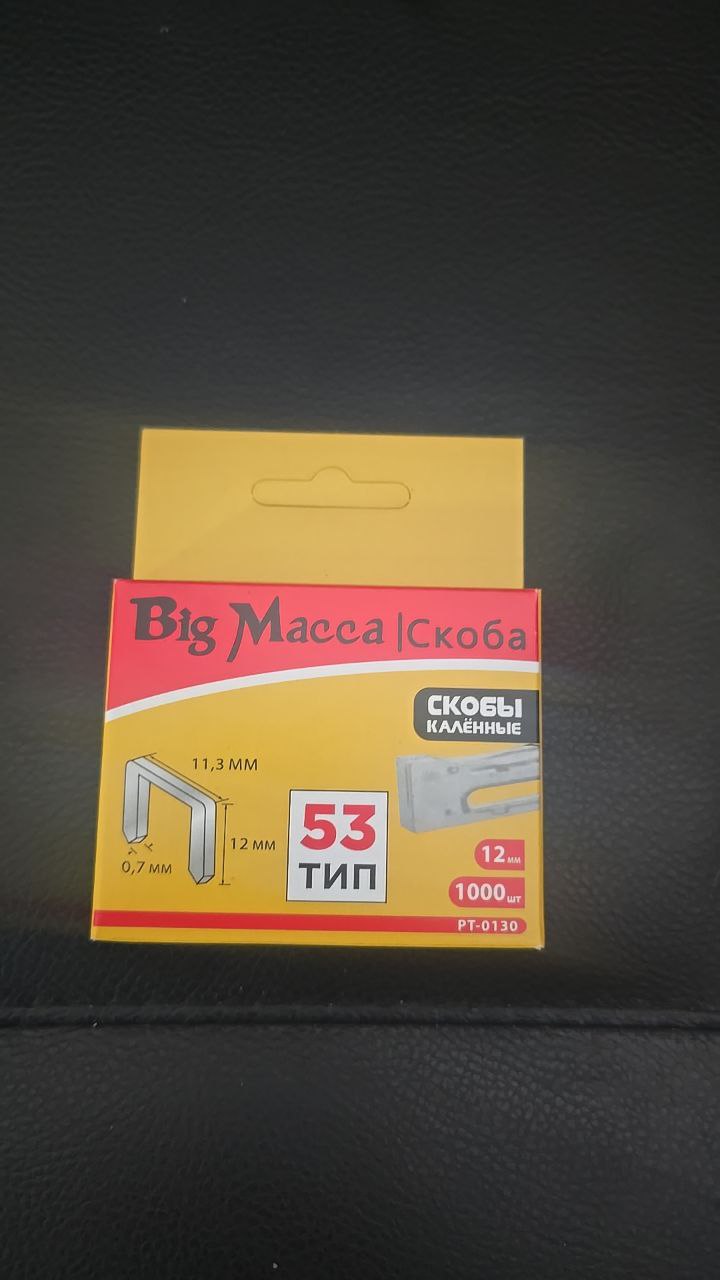 Big Macca | Скоба
СКОБЫ
КАЛЁННЫЕ
11,3 мм
12 мм
0,7 мм
53
ТИП
12 мм
1000 шт
РТ-0130